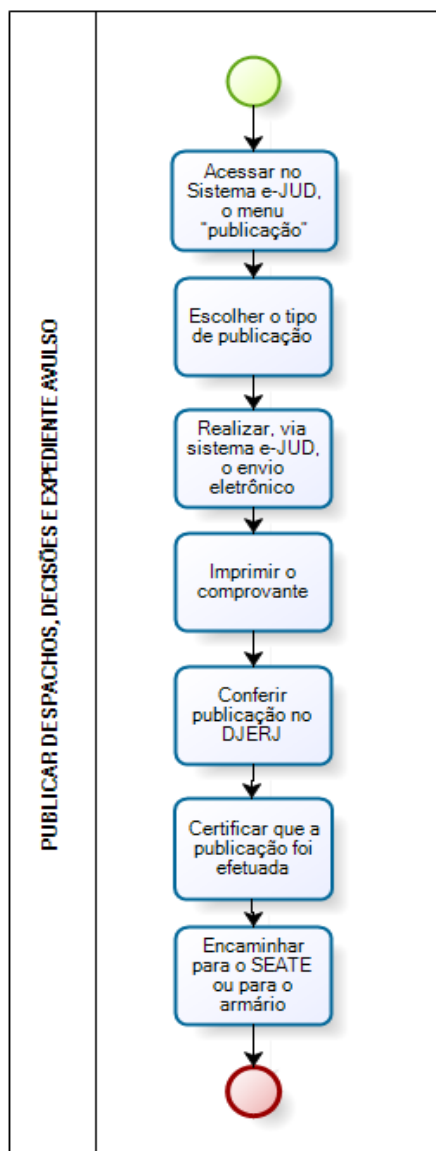 PUBLICAR DESPACHOS, DECISÕES E EXPEDIENTE AVULSO
Acessar no
Sistema e-JUD,
o menu
"publicação"
Escolher o tipo
de publicação
Realizar, via
sistema e-JUD,
o envio
eletrônico
Imprimir o
comprovante
Conferir
publicação no
DJERJ
Certificar que a
publicação foi
efetuada
Encaminhar
para o SEATE
ou para o
armário